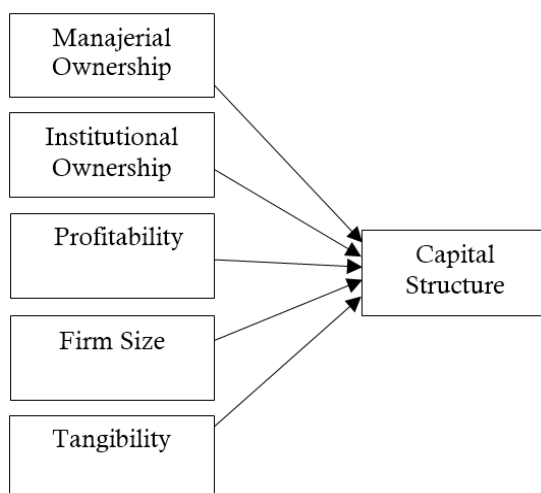 Manajerial
Ownership
Institutional
Ownership
Profitability
Capital
Structure
Firm Size
Tangibility